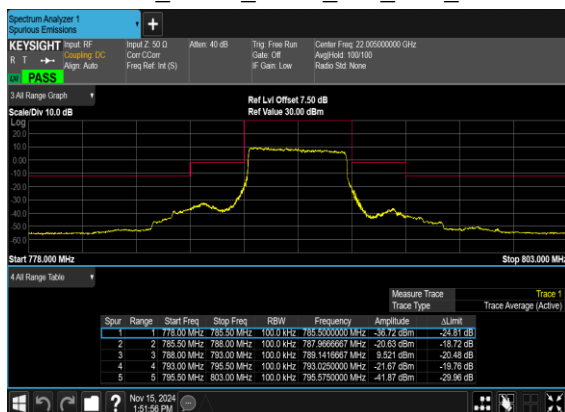 Spectrum Analyzer 1
Spurious Emissions
KEYSIGHT
R T
Input: RF
Coupling: DC
Align: Auto
Input Z: 50 Ω
Corr CCorr
Freq Ref: Int (S)
Atten: 40 dB
Trig: Free Run
Gate: Off
IF Gain: Low
Center Freq: 22.005000000 GHz
Avg|Hold: 100/100
Radio Std: None
PASS
3 All Range Graph
Ref Lvl Offset 7.50 dB
Scale/Div 10.0 dB
Ref Value 30.00 dBm
Log
20.0
10.0
0.00
-10.0
-20.0
-30.0
-40.0
-50.0
-60.0
Start 778.000 MHz
Stop 803.000 MHz
4 All Range Table
Measure Trace Trace 1
Trace Type Trace Average (Active)
Spur Range Start Freq Stop Freq RBW Frequency Amplitude ΔLimit
1 1 778.00 MHz 785.50 MHz 100.0 kHz 785.5000000 MHz -36.72 dBm -24.81 dB
2 2 785.50 MHz 788.00 MHz 100.0 kHz 787.9666667 MHz -20.63 dBm -18.72 dB
3 3 788.00 MHz 793.00 MHz 100.0 kHz 789.1416667 MHz 9.521 dBm -20.48 dB
4 4 793.00 MHz 795.50 MHz 100.0 kHz 793.0250000 MHz -21.67 dBm -19.76 dB
5 5 795.50 MHz 803.00 MHz 100.0 kHz 795.5750000 MHz -41.87 dBm -29.96 dB
Nov 15, 2024
1:51:56 PM